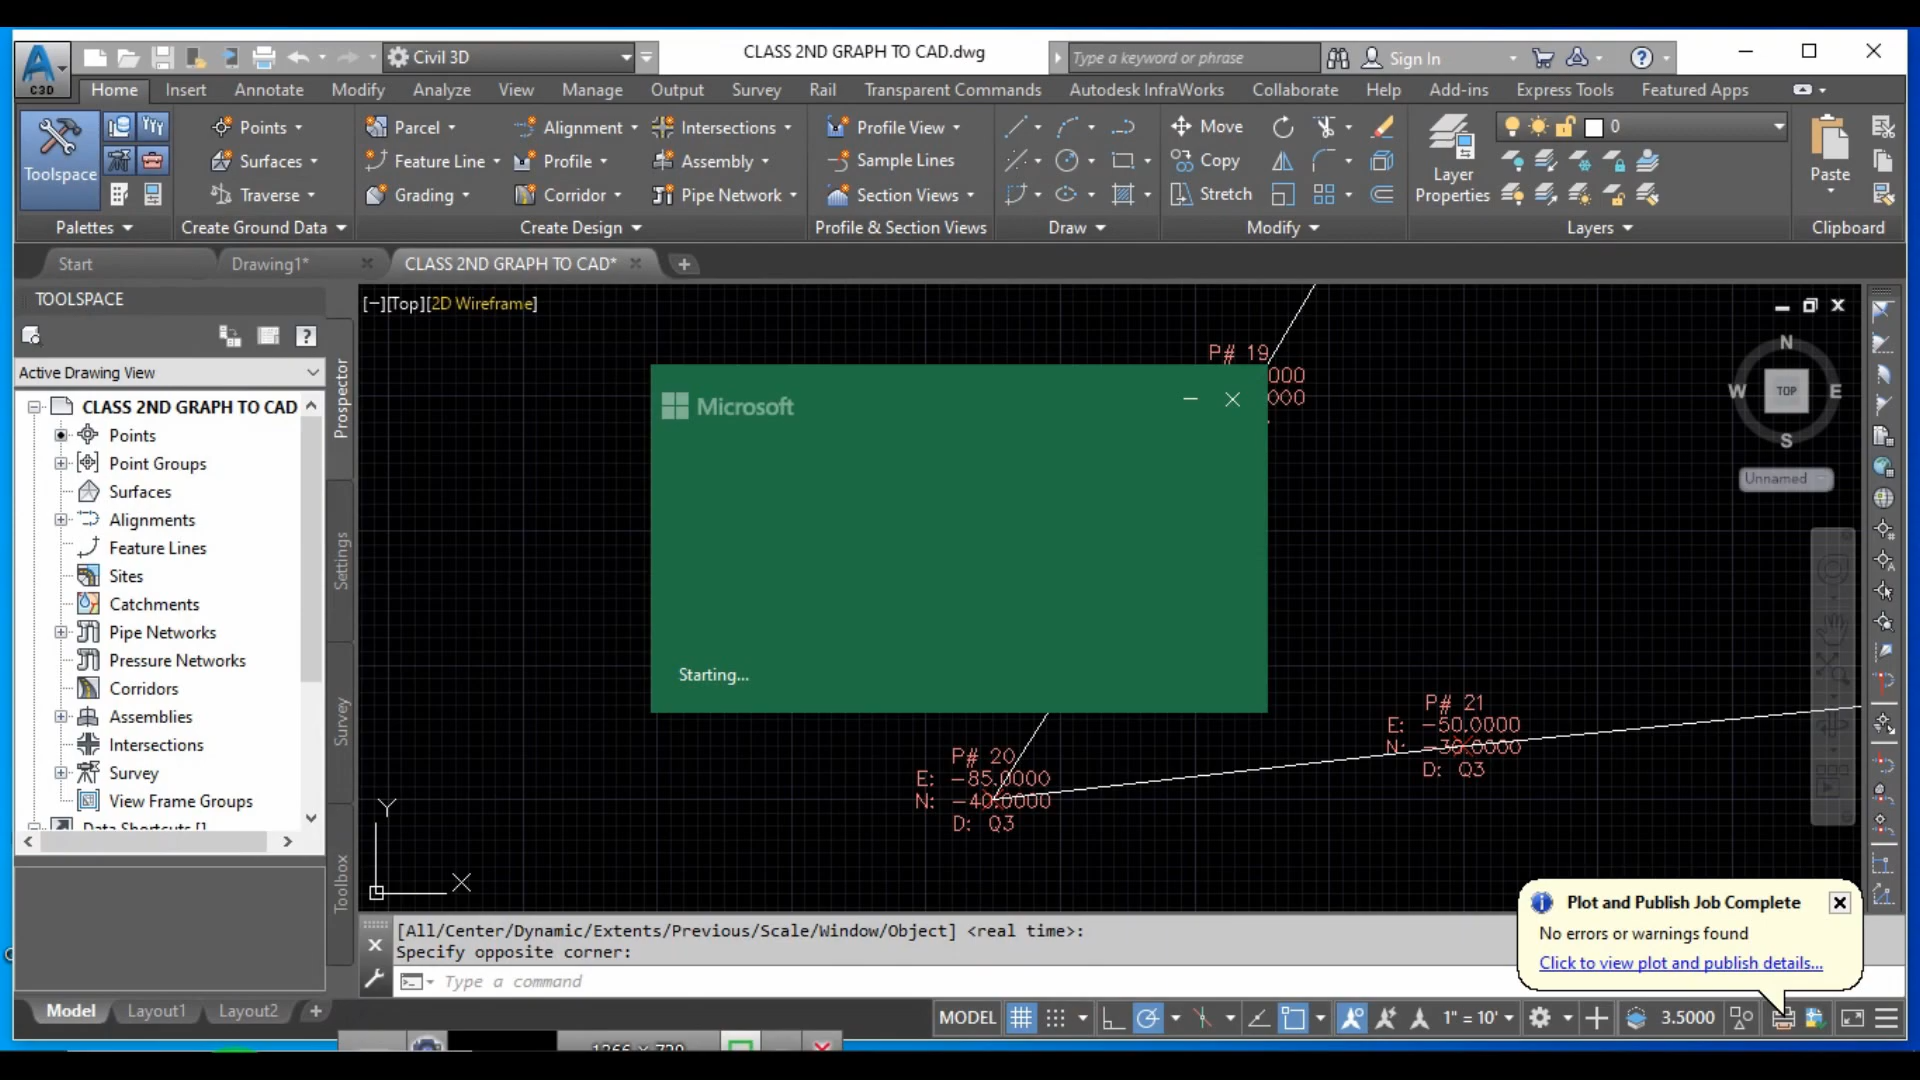 C3D
Civil 3D
CLASS 2ND GRAPH TO CAD.dwg
Type a keyword or phrase
Sign In
Home
Insert
Annotate
Modify
Analyze
View
Manage
Output
Survey
Rail
Transparent Commands
Autodesk InfraWorks
Collaborate
Help
Add-ins
Express Tools
Featured Apps
Toolspace
Points
Surfaces
Traverse
Parcel
Feature Line
Grading
Alignment
Profile
Corridor
Intersections
Assembly
Pipe Network
Profile View
Sample Lines
Section Views
Move
Copy
Stretch
Layer
Properties
0
Paste
Palettes
Create Ground Data
Create Design
Profile & Section Views
Draw
Modify
Layers
Clipboard
Start
Drawing1*
CLASS 2ND GRAPH TO CAD*
TOOLSPACE
Active Drawing View
CLASS 2ND GRAPH TO CAD
Points
Point Groups
Surfaces
Alignments
Feature Lines
Sites
Catchments
Pipe Networks
Pressure Networks
Corridors
Assemblies
Intersections
Survey
View Frame Groups
Data Shortcuts []
Prospector
Settings
Survey
Toolbox
[−][Top][2D Wireframe]
P# 19
000
000
Microsoft
Starting...
N
W
TOP
E
S
Unnamed
P# 20
E: -85.0000
N: -40.0000
D: Q3
P# 21
E: -50.0000
N: -30.0000
D: Q3
Y
X
[All/Center/Dynamic/Extents/Previous/Scale/Window/Object] <real time>:
Specify opposite corner:
Type a command
Plot and Publish Job Complete
No errors or warnings found
Click to view plot and publish details...
Model
Layout1
Layout2
MODEL
1" = 10'
3.5000
1366 × 720